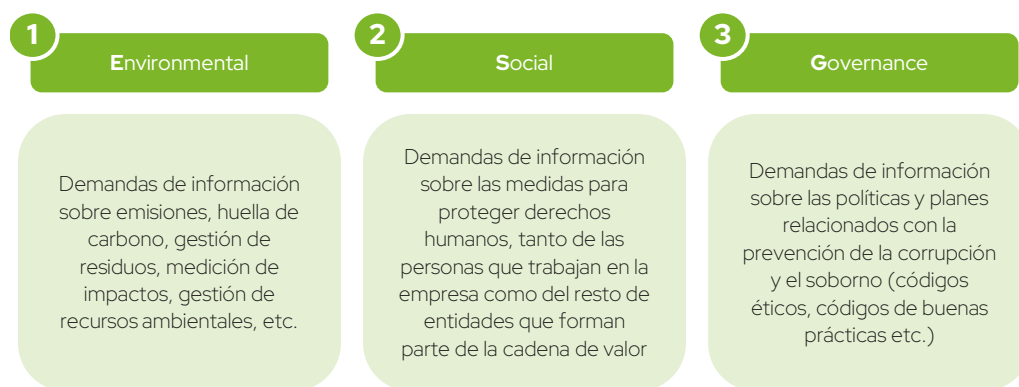 1
Environmental
Demandas de información
sobre emisiones, huella de
carbono, gestión de
residuos, medición de
impactos, gestión de
recursos ambientales, etc.
2
Social
Demandas de información
sobre las medidas para
proteger derechos
humanos, tanto de las
personas que trabajan en la
empresa como del resto de
entidades que forman
parte de la cadena de valor
3
Governance
Demandas de información
sobre las políticas y planes
relacionados con la
prevención de la corrupción
y el soborno (códigos
éticos, códigos de buenas
prácticas etc.)